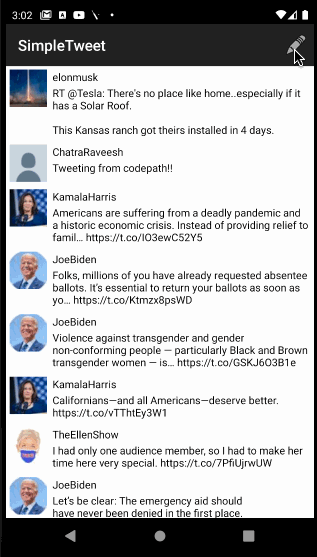 3:02
SimpleTweet
elonmusk
RT @Tesla: There's no place like home..especially if it
has a Solar Roof.
This Kansas ranch got theirs installed in 4 days.
ChatraRaveesh
Tweeting from codepath!!
KamalaHarris
Americans are suffering from a deadly pandemic and
a historic economic crisis. Instead of providing relief to
famil… https://t.co/IO3ewC52Y5
JoeBiden
Folks, millions of you have already requested absentee
ballots. It's essential to return your ballots as soon as
yo… https://t.co/Ktmzx8psWD
JoeBiden
Violence against transgender and gender
non-conforming people — particularly Black and Brown
transgender women — is… https://t.co/GSKJ6O3B1e
KamalaHarris
Californians—and all Americans—deserve better.
https://t.co/vTThtEy3W1
TheEllenShow
I had only one audience member, so I had to make her
time here very special. https://t.co/7PfiUjrwUW
JoeBiden
Let's be clear: The emergency aid should
have never been denied in the first place.